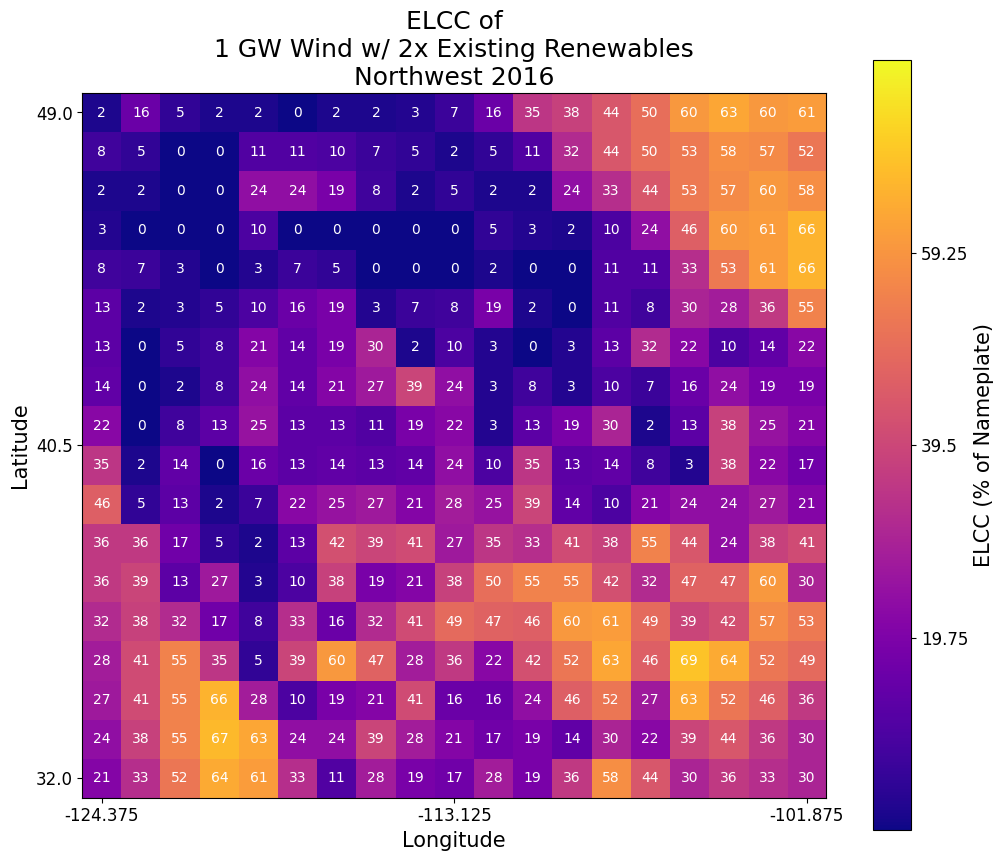 ELCC of
1 GW Wind w/ 2x Existing Renewables
Northwest 2016
49.0
2 16 5 2 2 0 2 2 3 7 16 35 38 44 50 60 63 60 61
8 5 0 0 11 11 10 7 5 2 5 11 32 44 50 53 58 57 52
2 2 0 0 24 24 19 8 2 5 2 2 24 33 44 53 57 60 58
3 0 0 0 10 0 0 0 0 0 5 3 2 10 24 46 60 61 66
59.25
8 7 3 0 3 7 5 0 0 0 2 0 0 11 11 33 53 61 66
13 2 3 5 10 16 19 3 7 8 19 2 0 11 8 30 28 36 55
13 0 5 8 21 14 19 30 2 10 3 0 3 13 32 22 10 14 22
14 0 2 8 24 14 21 27 39 24 3 8 3 10 7 16 24 19 19
22 0 8 13 25 13 13 11 19 22 3 13 19 30 2 13 38 25 21
40.5
39.5
Latitude
ELCC (% of Nameplate)
35 2 14 0 16 13 14 13 14 24 10 35 13 14 8 3 38 22 17
46 5 13 2 7 22 25 27 21 28 25 39 14 10 21 24 24 27 21
36 36 17 5 2 13 42 39 41 27 35 33 41 38 55 44 24 38 41
36 39 13 27 3 10 38 19 21 38 50 55 55 42 32 47 47 60 30
32 38 32 17 8 33 16 32 41 49 47 46 60 61 49 39 42 57 53
19.75
28 41 55 35 5 39 60 47 28 36 22 42 52 63 46 69 64 52 49
27 41 55 66 28 10 19 21 41 16 16 24 46 52 27 63 52 46 36
24 38 55 67 63 24 24 39 28 21 17 19 14 30 22 39 44 36 30
32.0
21 33 52 64 61 33 11 28 19 17 28 19 36 58 44 30 36 33 30
-124.375 -113.125 -101.875
Longitude